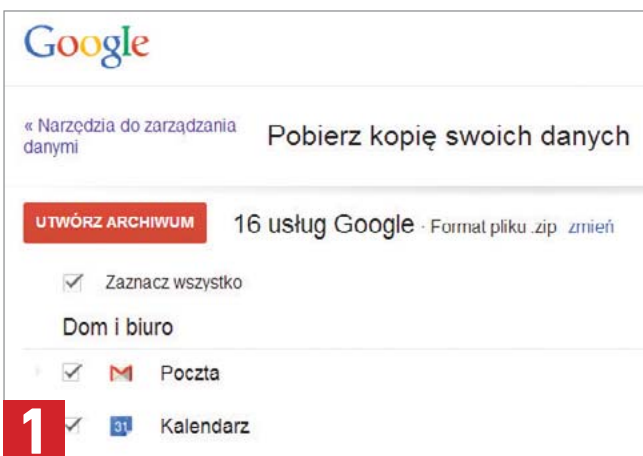 Google
« Narzędzia do zarządzania
danymi
Pobierz kopię swoich danych
UTWÓRZ ARCHIWUM
16 usług Google · Format pliku .zip zmień
Zaznacz wszystko
Dom i biuro
Poczta
31
Kalendarz
1